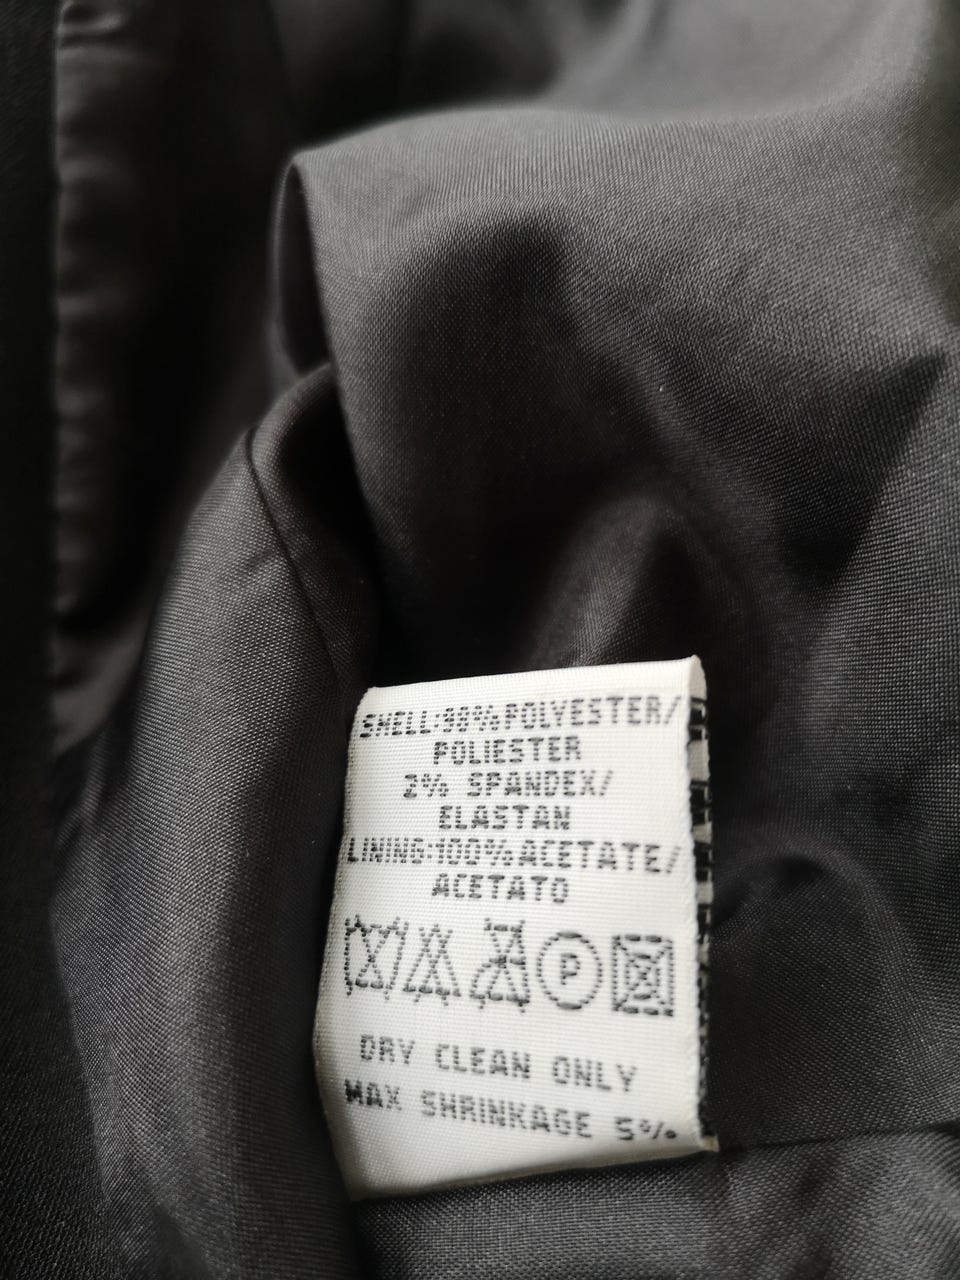 SHELL:98%POLYESTER/
POLIESTER
2% SPANDEX/
ELASTAN
LINING:100%ACETATE/
ACETATO
P
DRY CLEAN ONLY
MAX SHRINKAGE 5%